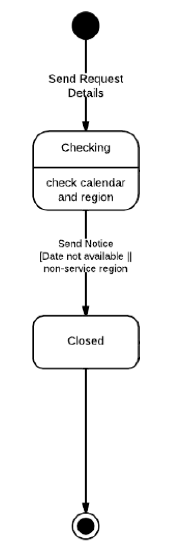 Send Request
Details
Checking
check calendar
and region
Send Notice
[Date not available ||
non-service region
Closed